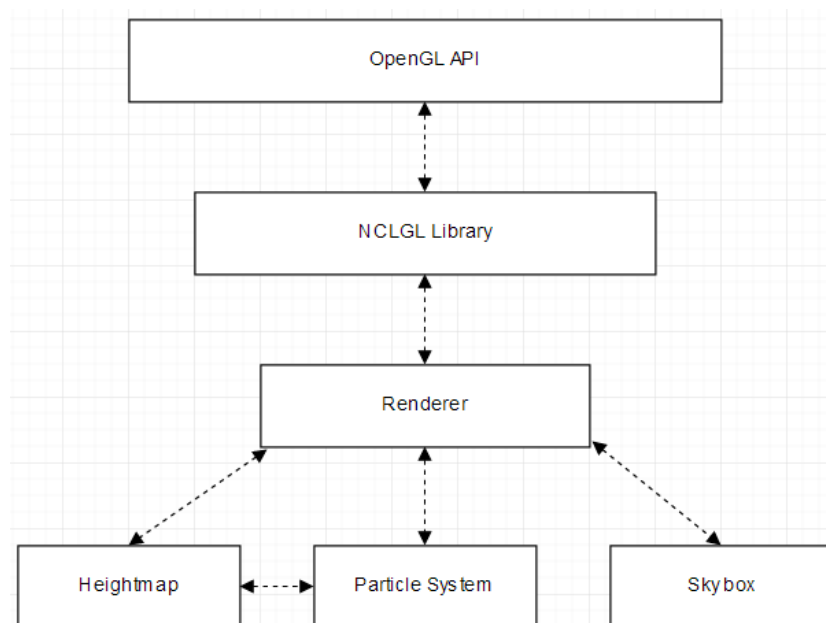 OpenGL API
NCLGL Library
Renderer
Heightmap
Particle System
Skybox